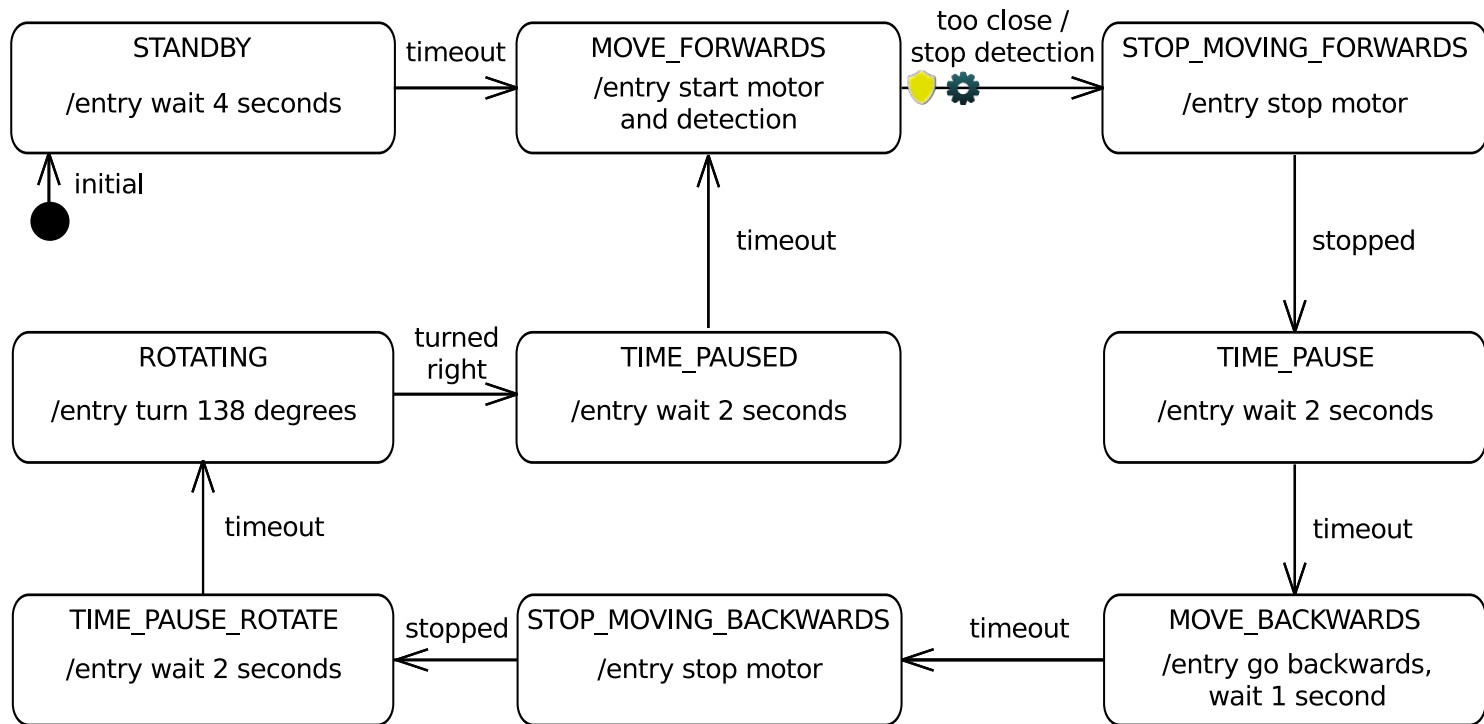 STANDBY
/entry wait 4 seconds
timeout
MOVE_FORWARDS
/entry start motor
and detection
too close /
stop detection
STOP_MOVING_FORWARDS
/entry stop motor
initial
timeout
stopped
ROTATING
/entry turn 138 degrees
turned
right
TIME_PAUSED
/entry wait 2 seconds
TIME_PAUSE
/entry wait 2 seconds
timeout
timeout
TIME_PAUSE_ROTATE
/entry wait 2 seconds
stopped
STOP_MOVING_BACKWARDS
/entry stop motor
timeout
MOVE_BACKWARDS
/entry go backwards,
wait 1 second